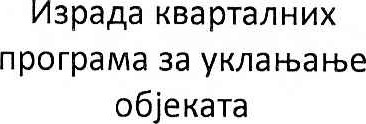 Израда кварталних
програма за уклањање
објеката